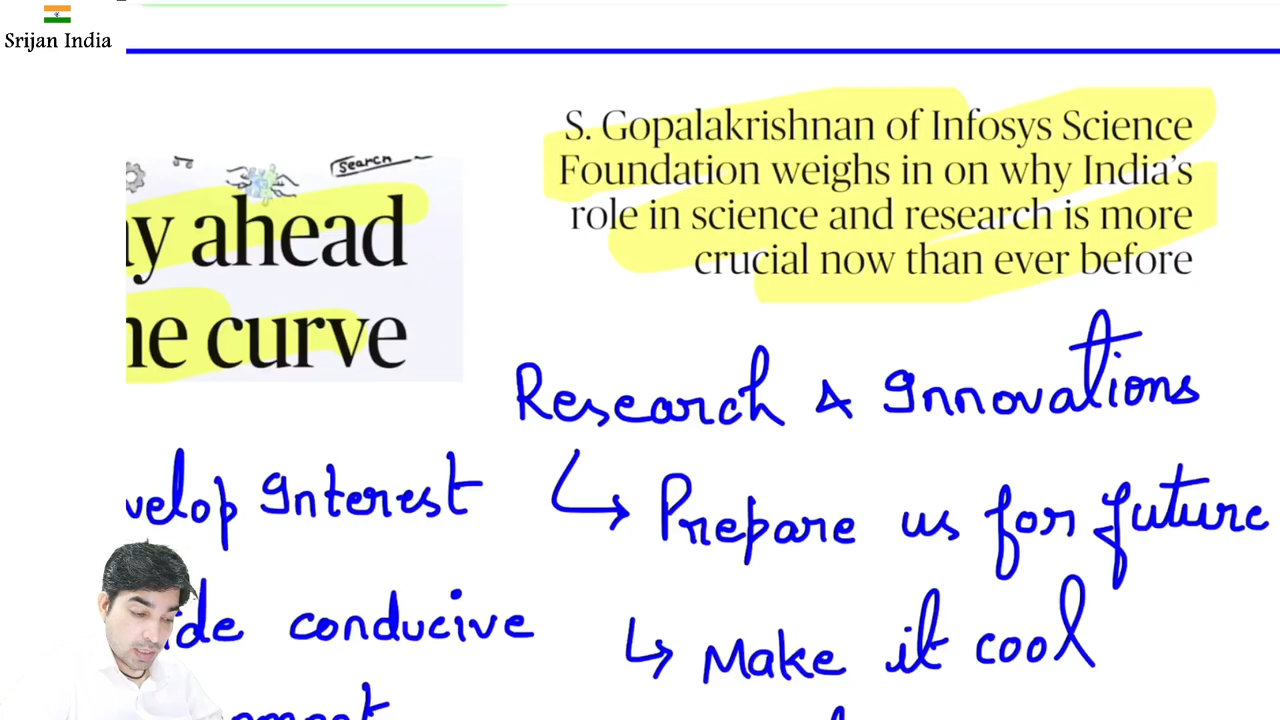 Srijan India
S. Gopalakrishnan of Infosys Science
Foundation weighs in on why India's
role in science and research is more
crucial now than ever before
Search
ahead
curve
Research & Innovations
velop Interest
↳ Prepare us for future
ide conducive
↳ Make it cool